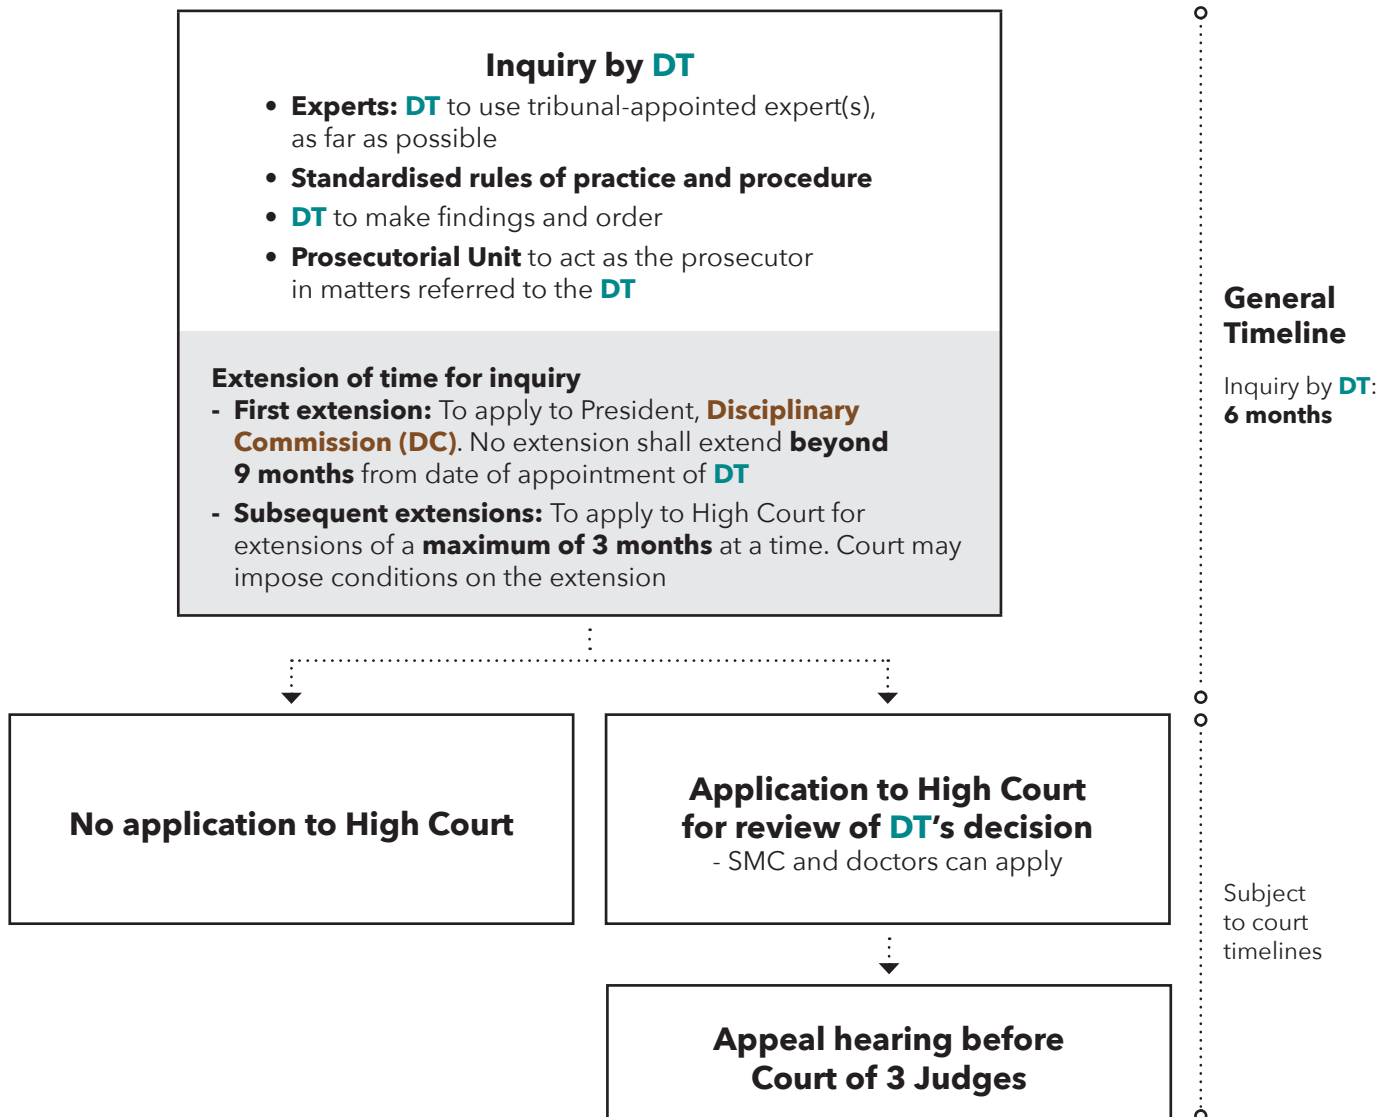 Inquiry by DT
• Experts: DT to use tribunal-appointed expert(s),
as far as possible
• Standardised rules of practice and procedure
• DT to make findings and order
• Prosecutorial Unit to act as the prosecutor
in matters referred to the DT
Extension of time for inquiry
- First extension: To apply to President, Disciplinary
Commission (DC). No extension shall extend beyond
9 months from date of appointment of DT
- Subsequent extensions: To apply to High Court for
extensions of a maximum of 3 months at a time. Court may
impose conditions on the extension
General
Timeline
Inquiry by DT:
6 months
No application to High Court
Application to High Court
for review of DT's decision
- SMC and doctors can apply
Subject
to court
timelines
Appeal hearing before
Court of 3 Judges